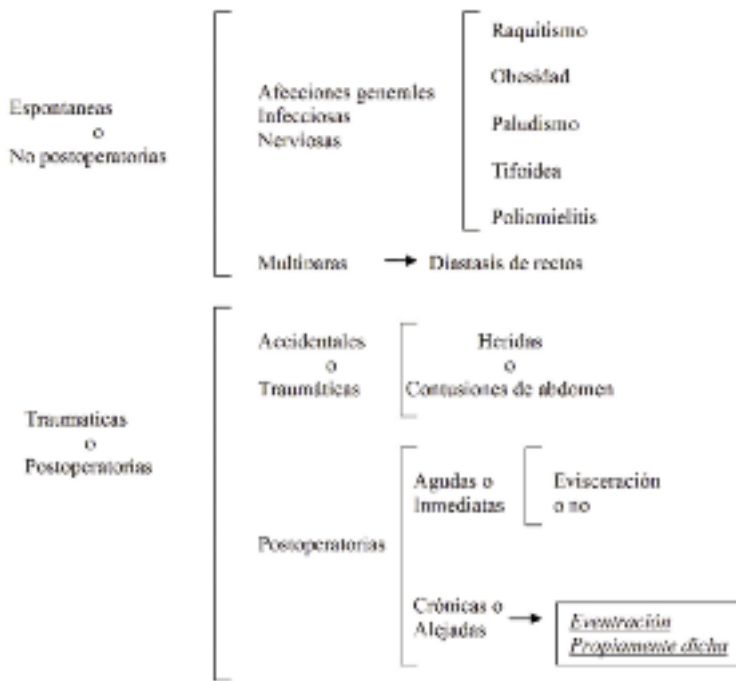 Espontaneas
o
No postoperatorias
Afecciones generales
Infecciosas
Nerviosas
Raquitismo
Obesidad
Paludismo
Tifoidea
Poliomielitis
Multiparas
Diastasis de rectos
Traumaticas
o
Postoperatorias
Accidentales
o
Traumáticas
Heridas
o
Contusiones de abdomen
Postoperatorias
Agudas o
Inmediatas
Evisceración
o no
Crónicas o
Alejadas
Eventración
Propiamente dicha